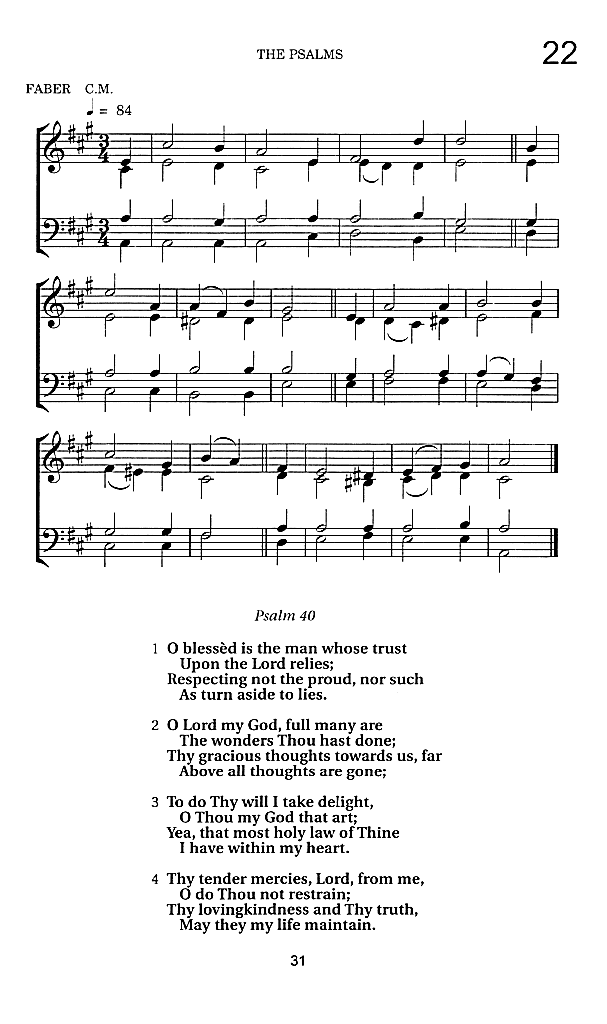 THE PSALMS
22
FABER C.M.
♩ = 84
Psalm 40
1 O blessèd is the man whose trust
Upon the Lord relies;
Respecting not the proud, nor such
As turn aside to lies.
2 O Lord my God, full many are
The wonders Thou hast done;
Thy gracious thoughts towards us, far
Above all thoughts are gone;
3 To do Thy will I take delight,
O Thou my God that art;
Yea, that most holy law of Thine
I have within my heart.
4 Thy tender mercies, Lord, from me,
O do Thou not restrain;
Thy lovingkindness and Thy truth,
May they my life maintain.
31